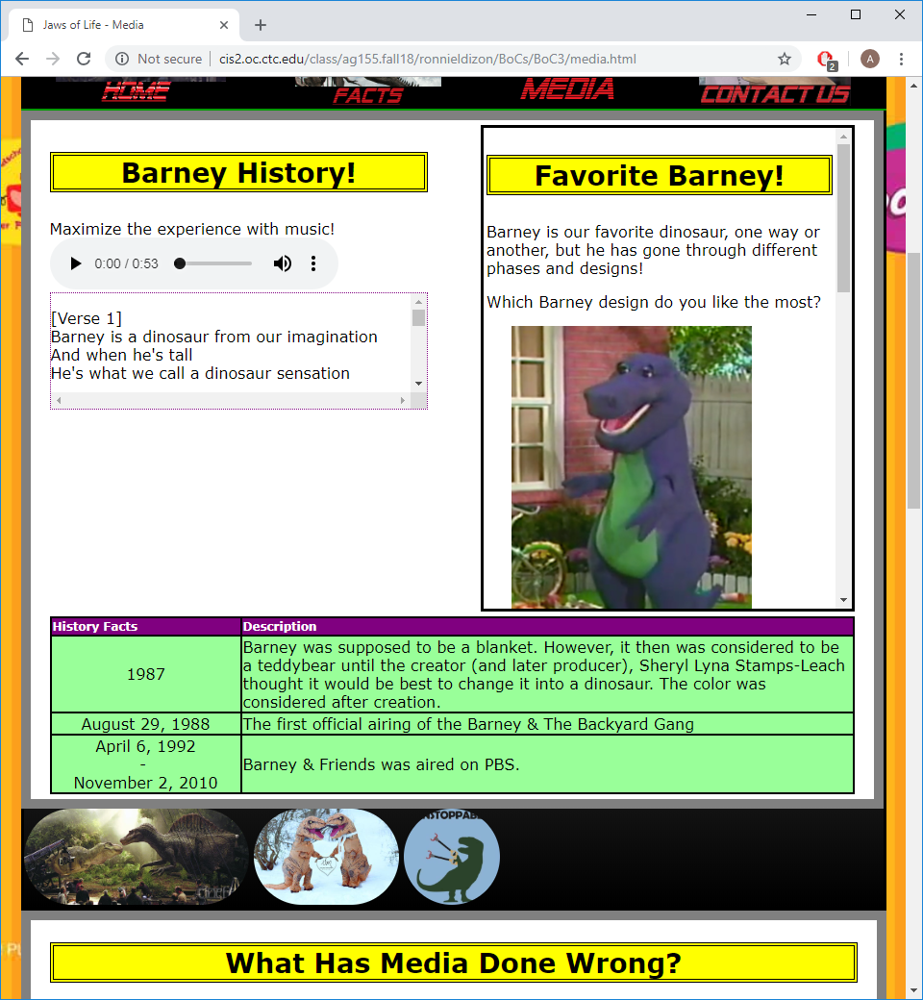 Jaws of Life - Media
Not secure
cis2.oc.ctc.edu/class/ag155.fall18/ronnieldizon/BoCs/BoC3/media.html
2
A
HOME
FACTS
MEDIA
CONTACT US
Barney History!
Maximize the experience with music!
0:00 / 0:53
[Verse 1]
Barney is a dinosaur from our imagination
And when he's tall
He's what we call a dinosaur sensation
Favorite Barney!
Barney is our favorite dinosaur, one way or
another, but he has gone through different
phases and designs!
Which Barney design do you like the most?
History Facts
Description
1987
Barney was supposed to be a blanket. However, it then was considered to be
a teddybear until the creator (and later producer), Sheryl Lyna Stamps-Leach
thought it would be best to change it into a dinosaur. The color was
considered after creation.
August 29, 1988
The first official airing of the Barney & The Backyard Gang
April 6, 1992
-
November 2, 2010
Barney & Friends was aired on PBS.
What Has Media Done Wrong?